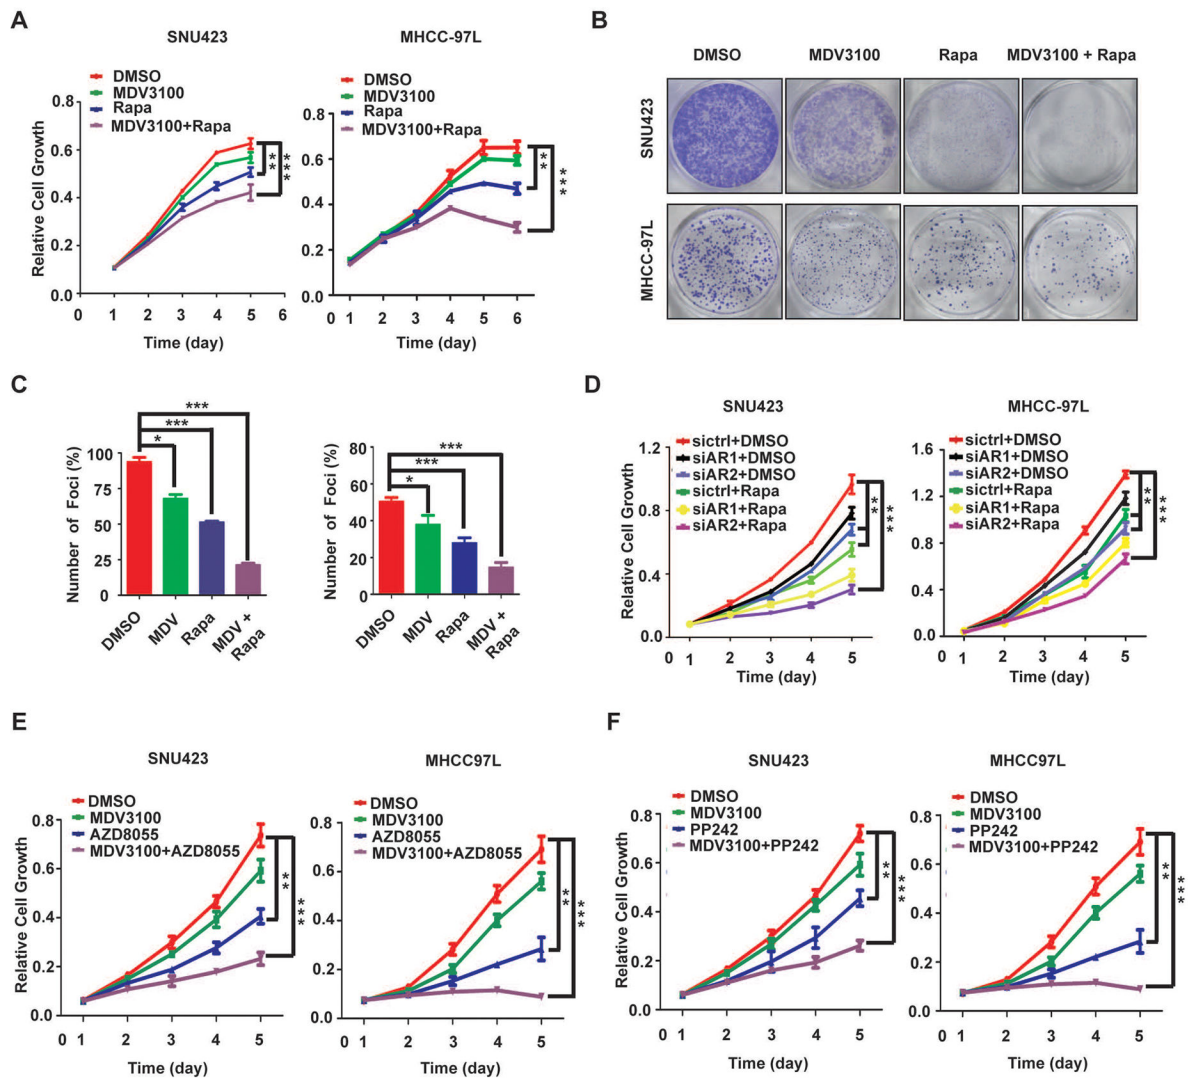 A
SNU423
MHCC-97L
DMSO
MDV3100
Rapa
MDV3100+Rapa
DMSO
MDV3100
Rapa
MDV3100+Rapa
Relative Cell Growth
0.8
0.6
0.4
0.2
0.0
0 1 2 3 4 5 6
Time (day)
**
***
0.8
0.6
0.4
0.2
0.0
0 1 2 3 4 5 6
Time (day)
**
***
B
DMSO
MDV3100
Rapa
MDV3100 + Rapa
SNU423
MHCC-97L
C
Number of Foci (%)
100
75
50
25
0
***
***
*
DMSO
MDV
Rapa
MDV +
Rapa
Number of Foci (%)
80
60
40
20
0
***
***
*
DMSO
MDV
Rapa
MDV +
Rapa
D
SNU423
MHCC-97L
sictrl+DMSO
siAR1+DMSO
siAR2+DMSO
sictrl+Rapa
siAR1+Rapa
siAR2+Rapa
Relative Cell Growth
1.2
0.8
0.4
0.0
0 1 2 3 4 5
Time (day)
**
***
sictrl+DMSO
siAR1+DMSO
siAR2+DMSO
sictrl+Rapa
siAR1+Rapa
siAR2+Rapa
1.6
1.2
0.8
0.4
0.0
0 1 2 3 4 5
Time (day)
**
***
E
SNU423
MHCC97L
DMSO
MDV3100
AZD8055
MDV3100+AZD8055
Relative Cell Growth
0.8
0.6
0.4
0.2
0.0
0 1 2 3 4 5
Time (day)
**
***
DMSO
MDV3100
AZD8055
MDV3100+AZD8055
0.8
0.6
0.4
0.2
0.0
0 1 2 3 4 5
Time (day)
**
***
F
SNU423
MHCC97L
DMSO
MDV3100
PP242
MDV3100+PP242
Relative Cell Growth
0.8
0.6
0.4
0.2
0.0
0 1 2 3 4 5
Time (day)
**
***
DMSO
MDV3100
PP242
MDV3100+PP242
0.8
0.6
0.4
0.2
0.0
0 1 2 3 4 5
Time (day)
**
***